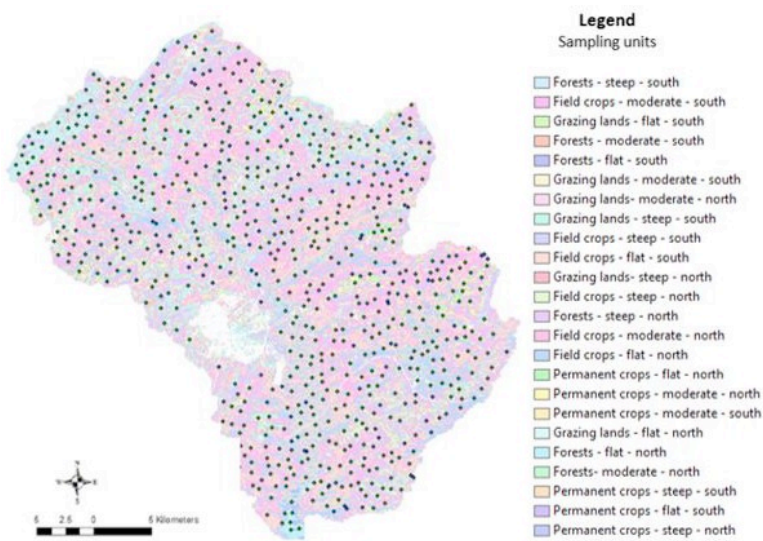 Legend
Sampling units
Forests - steep - south
Field crops - moderate - south
Grazing lands - flat - south
Forests - moderate - south
Forests - flat - south
Grazing lands - moderate - south
Grazing lands- moderate - north
Grazing lands - steep - south
Field crops - steep - south
Field crops - flat - south
Grazing lands- steep - north
Field crops - steep - north
Forests - steep - north
Field crops - moderate - north
Field crops - flat - north
Permanent crops - flat - north
Permanent crops - moderate - north
Permanent crops - moderate - south
Grazing lands - flat - north
Forests - flat - north
Forests- moderate - north
Permanent crops - steep - south
Permanent crops - flat - south
Permanent crops - steep - north
N
W E
S
5 2.5 0 5 Kilometers